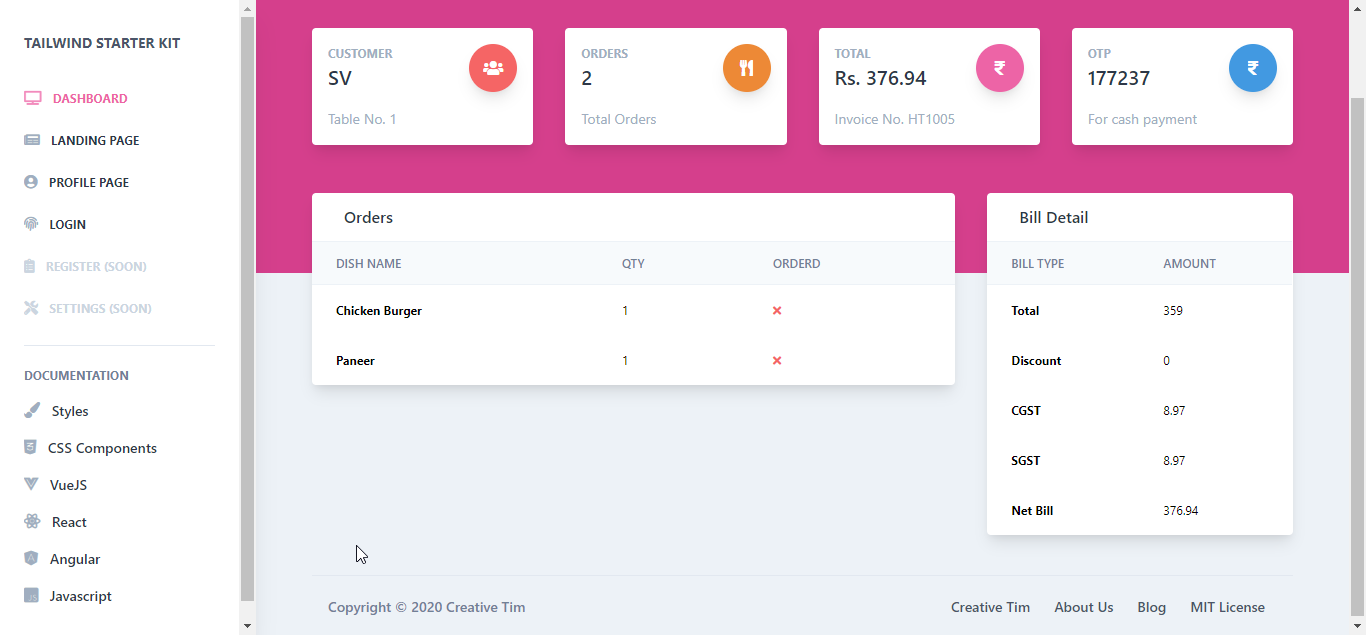 TAILWIND STARTER KIT
DASHBOARD
LANDING PAGE
PROFILE PAGE
LOGIN
REGISTER (SOON)
SETTINGS (SOON)
DOCUMENTATION
Styles
CSS Components
VueJS
React
Angular
Javascript
CUSTOMER
SV
Table No. 1
ORDERS
2
Total Orders
TOTAL
Rs. 376.94
Invoice No. HT1005
OTP
177237
For cash payment
Orders
DISH NAME QTY ORDERD
Chicken Burger 1
Paneer 1
Bill Detail
BILL TYPE AMOUNT
Total 359
Discount 0
CGST 8.97
SGST 8.97
Net Bill 376.94
Copyright © 2020 Creative Tim
Creative Tim About Us Blog MIT License